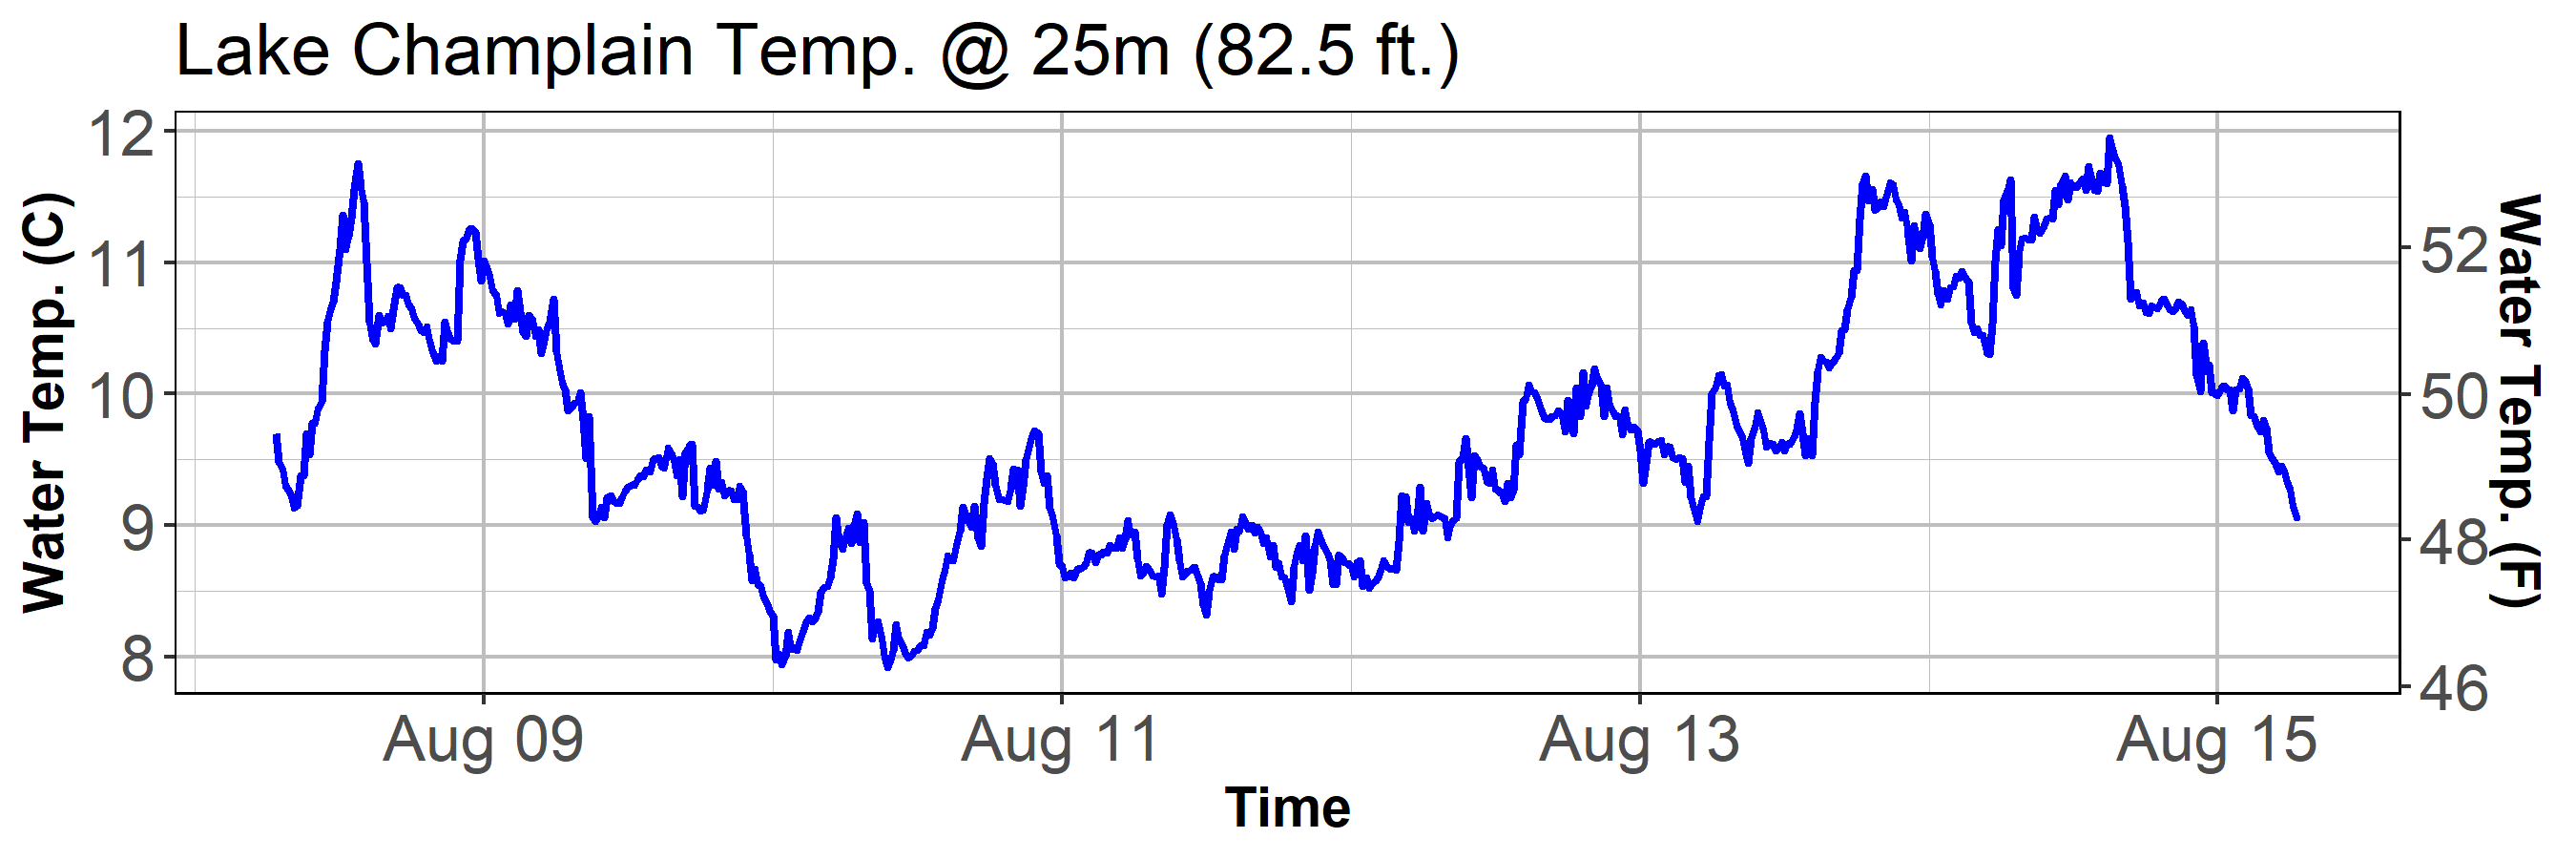 Lake Champlain Temp. @ 25m (82.5 ft.)
Water Temp. (C)
12
11
10
9
8
52
50
48
46
Water Temp. (F)
Aug 09
Aug 11
Aug 13
Aug 15
Time